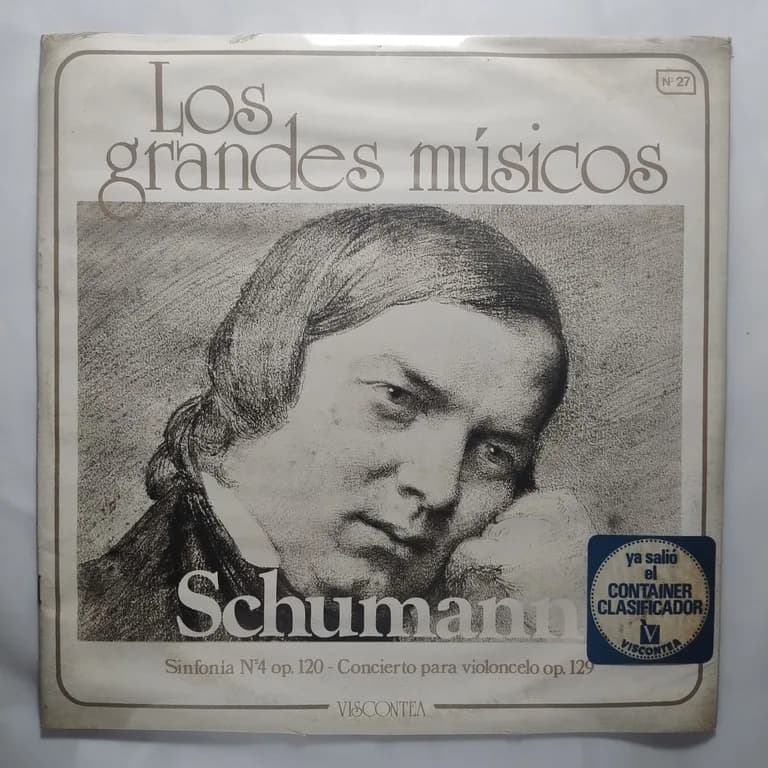 Nº 27
Los
grandes músicos
Schumann
ya salió
el
CONTAINER
CLASIFICADOR
V
VISCONTEA
Sinfonia Nº4 op. 120 - Concierto para violoncelo op. 129
VISCONTEA